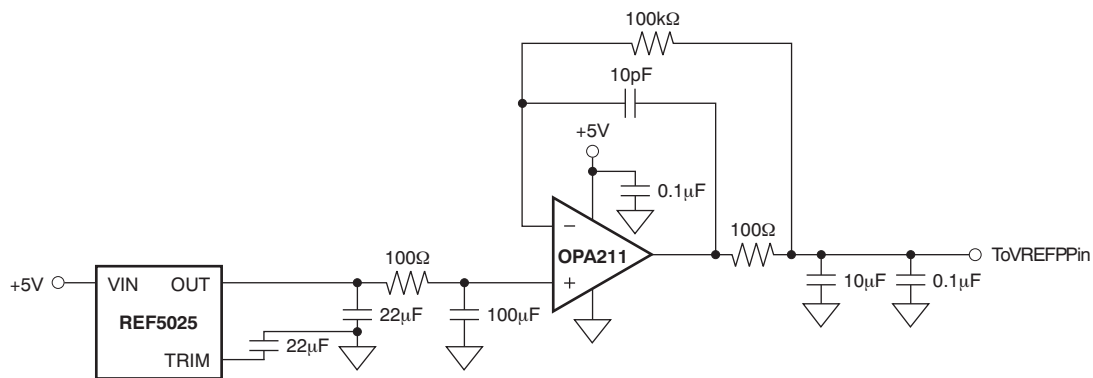 100kΩ
10pF
+5V
0.1μF
−
OPA211
+
100Ω
ToVREFPPin
10μF
0.1μF
+5V
VIN
OUT
REF5025
TRIM
100Ω
22μF
100μF
22μF